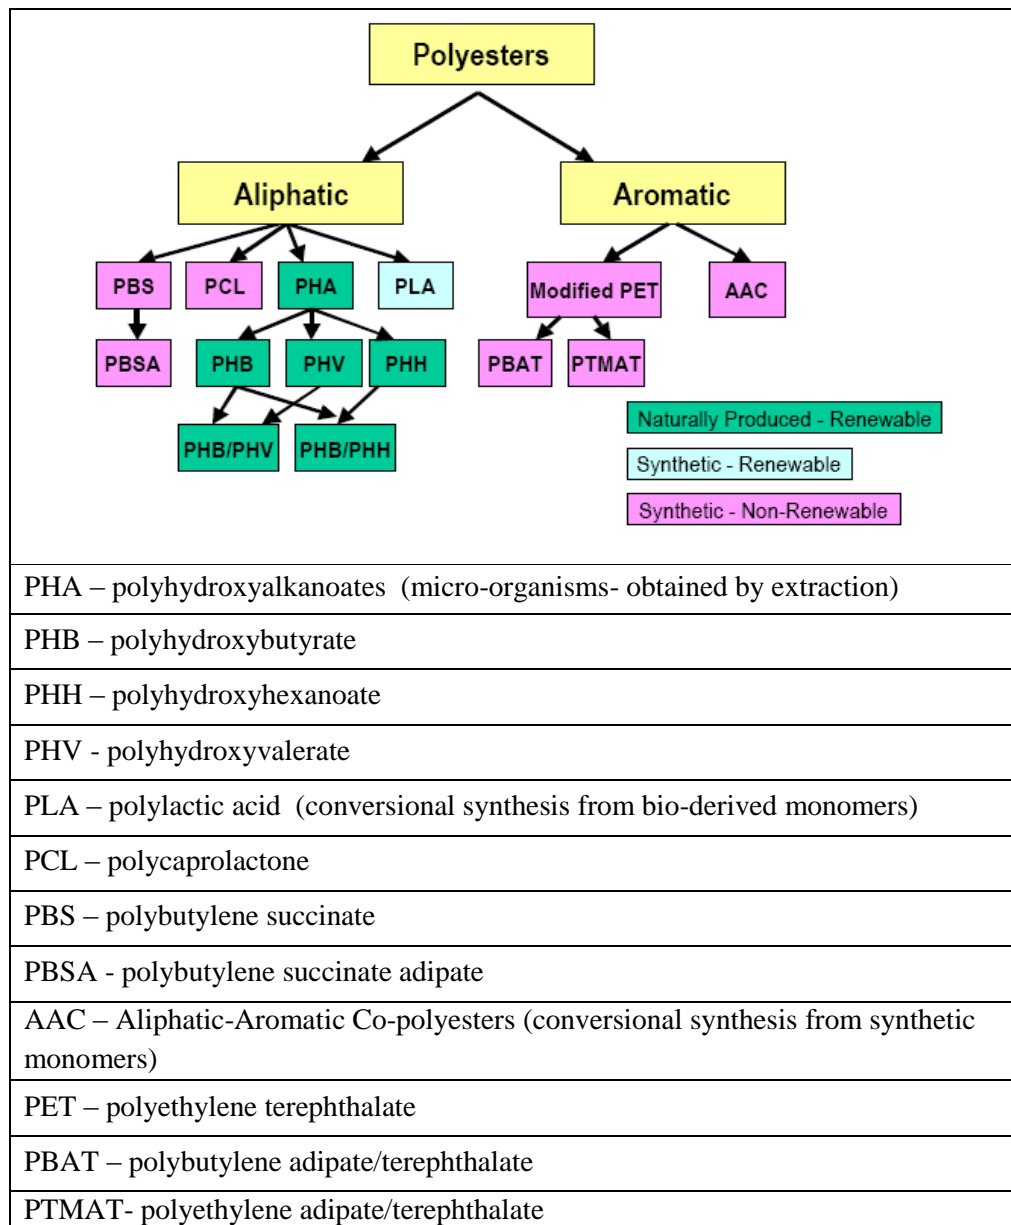 Polyesters
Aliphatic
Aromatic
PBS
PCL
PHA
PLA
Modified PET
AAC
PBSA
PHB
PHV
PHH
PBAT
PTMAT
PHB/PHV
PHB/PHH
Naturally Produced - Renewable
Synthetic - Renewable
Synthetic - Non-Renewable
PHA – polyhydroxyalkanoates (micro-organisms- obtained by extraction)
PHB – polyhydroxybutyrate
PHH – polyhydroxyhexanoate
PHV - polyhydroxyvalerate
PLA – polylactic acid (conversional synthesis from bio-derived monomers)
PCL – polycaprolactone
PBS – polybutylene succinate
PBSA - polybutylene succinate adipate
AAC – Aliphatic-Aromatic Co-polyesters (conversional synthesis from synthetic
monomers)
PET – polyethylene terephthalate
PBAT – polybutylene adipate/terephthalate
PTMAT- polyethylene adipate/terephthalate